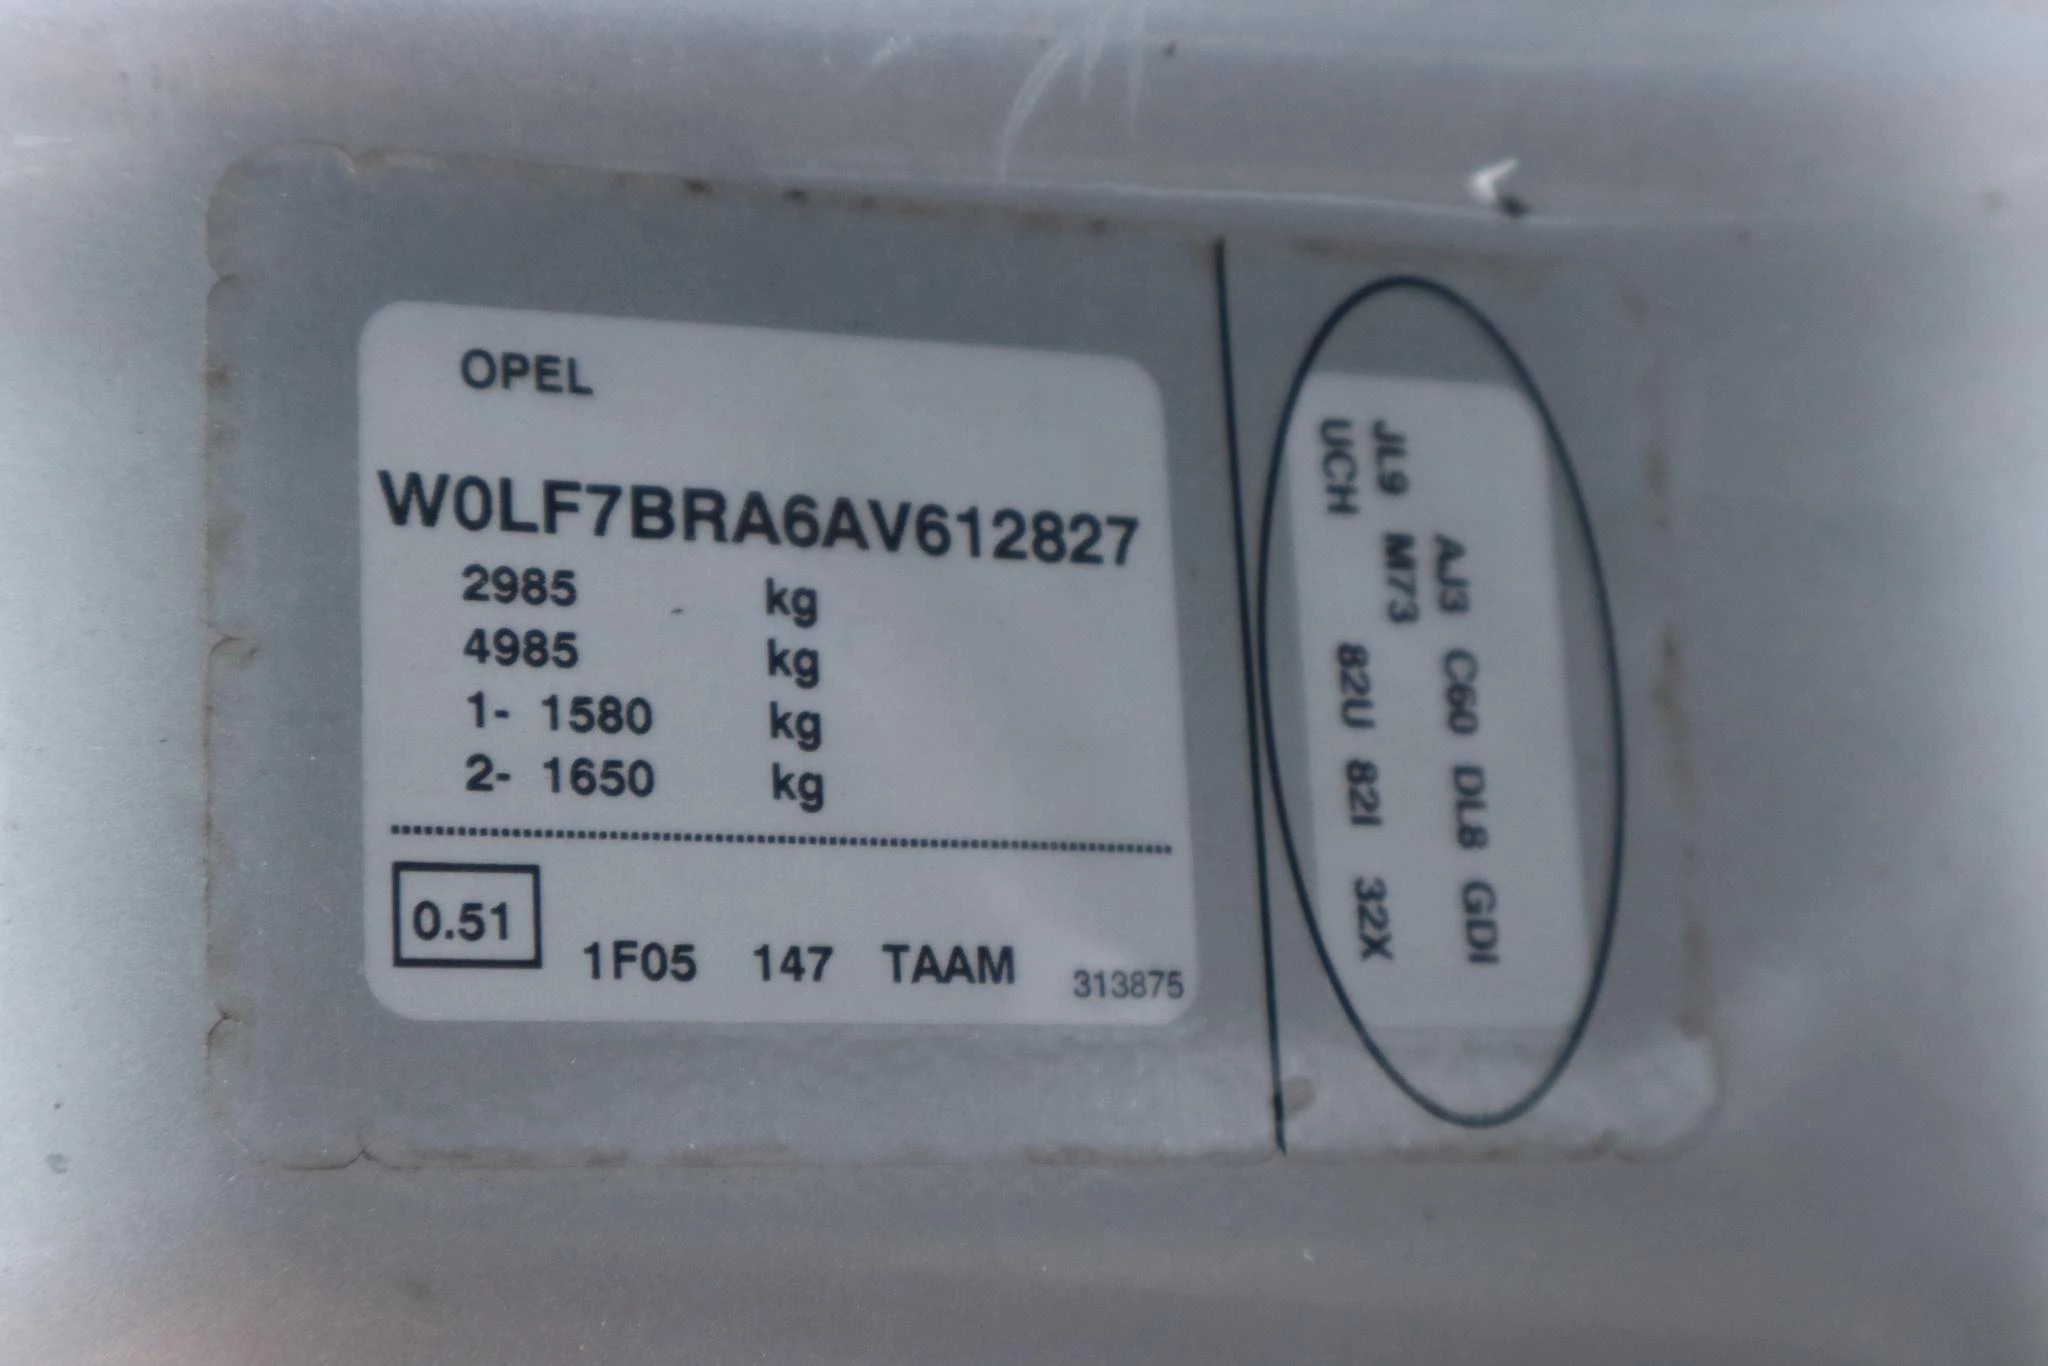 OPEL
W0LF7BRA6AV612827
2985 kg
4985 kg
1- 1580 kg
2- 1650 kg
0.51 1F05 147 TAAM 313875
AJ3 C60 DL8 GDI
JL9 M73
UCH 82U 82I 32X